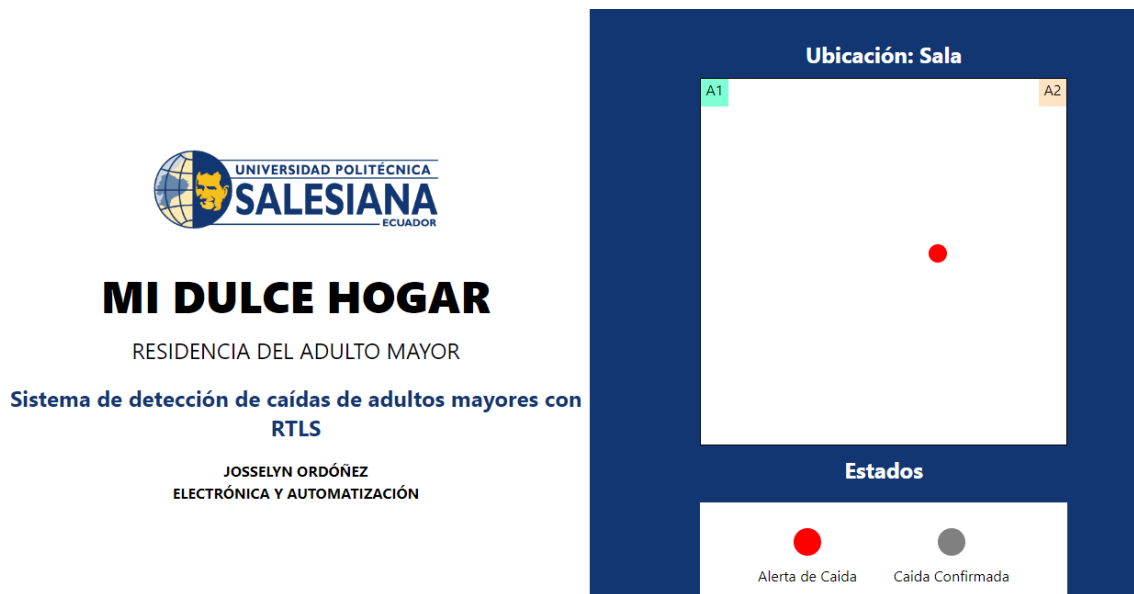 UNIVERSIDAD POLITÉCNICA
SALESIANA
ECUADOR
MI DULCE HOGAR
RESIDENCIA DEL ADULTO MAYOR
Sistema de detección de caídas de adultos mayores con
RTLS
JOSSELYN ORDÓÑEZ
ELECTRÓNICA Y AUTOMATIZACIÓN
Ubicación: Sala
A1 A2
Estados
Alerta de Caida Caida Confirmada